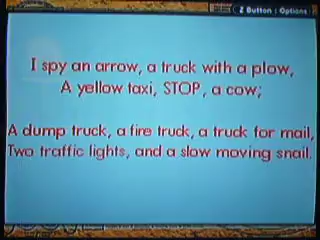 Z Button : Options
I spy an arrow, a truck with a plow,
A yellow taxi, STOP, a cow;
A dump truck, a fire truck, a truck for mail,
Two traffic lights, and a slow moving snail.